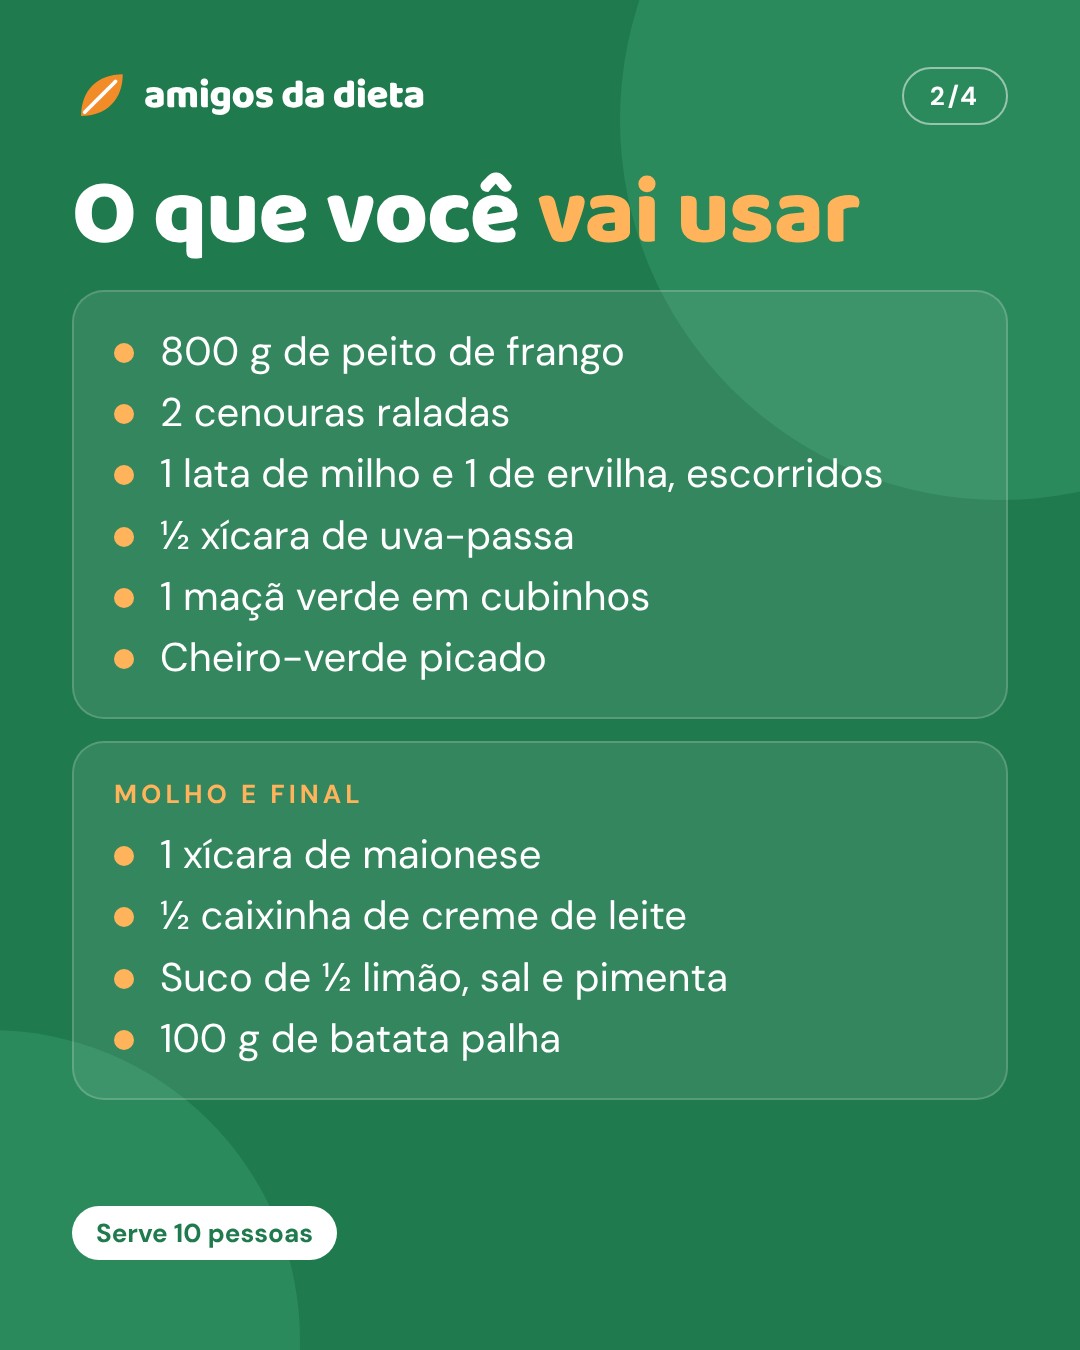 amigos da dieta
2/4
O que você vai usar
800 g de peito de frango
2 cenouras raladas
1 lata de milho e 1 de ervilha, escorridos
½ xícara de uva-passa
1 maçã verde em cubinhos
Cheiro-verde picado
MOLHO E FINAL
1 xícara de maionese
½ caixinha de creme de leite
Suco de ½ limão, sal e pimenta
100 g de batata palha
Serve 10 pessoas